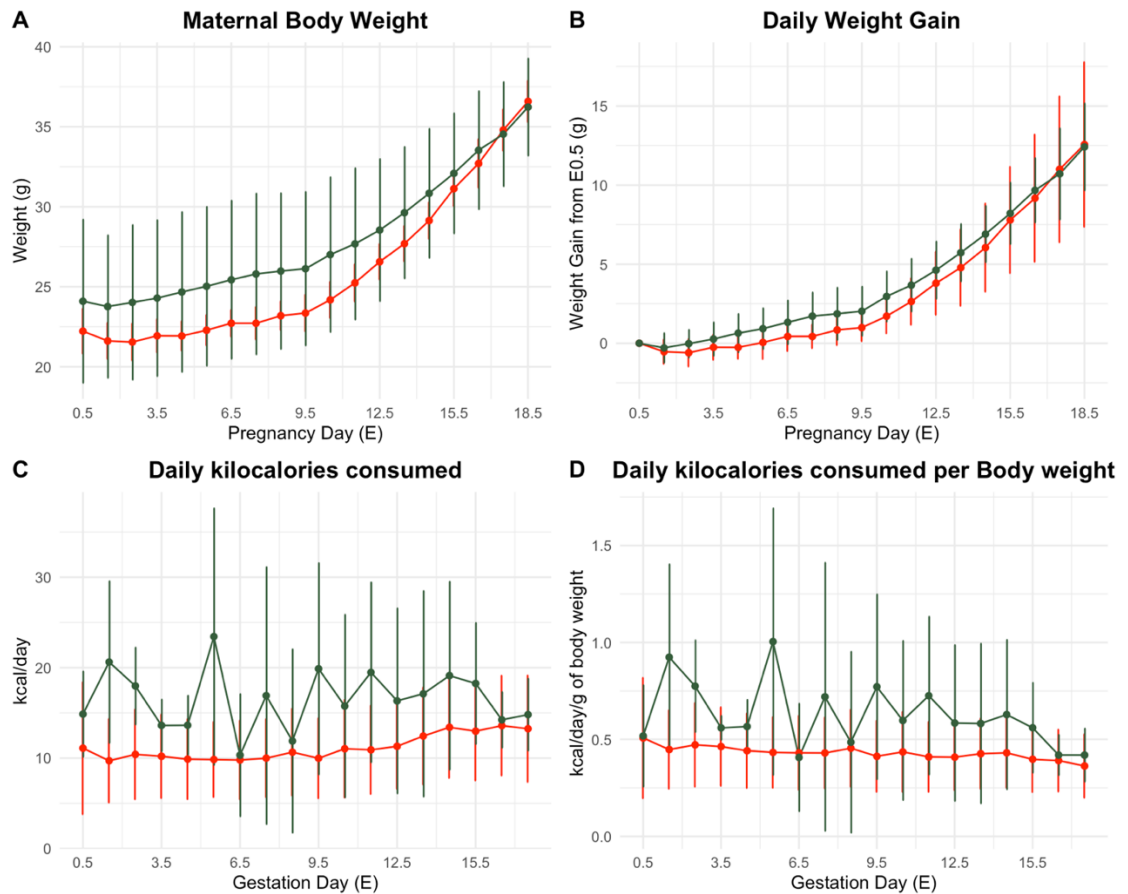 A
Maternal Body Weight
40
35
30
25
20
Weight (g)
0.5 3.5 6.5 9.5 12.5 15.5 18.5
Pregnancy Day (E)
B
Daily Weight Gain
15
10
5
0
Weight Gain from E0.5 (g)
0.5 3.5 6.5 9.5 12.5 15.5 18.5
Pregnancy Day (E)
C
Daily kilocalories consumed
30
20
10
0
kcal/day
0.5 3.5 6.5 9.5 12.5 15.5
Gestation Day (E)
D
Daily kilocalories consumed per Body weight
1.5
1.0
0.5
0.0
kcal/day/g of body weight
0.5 3.5 6.5 9.5 12.5 15.5
Gestation Day (E)